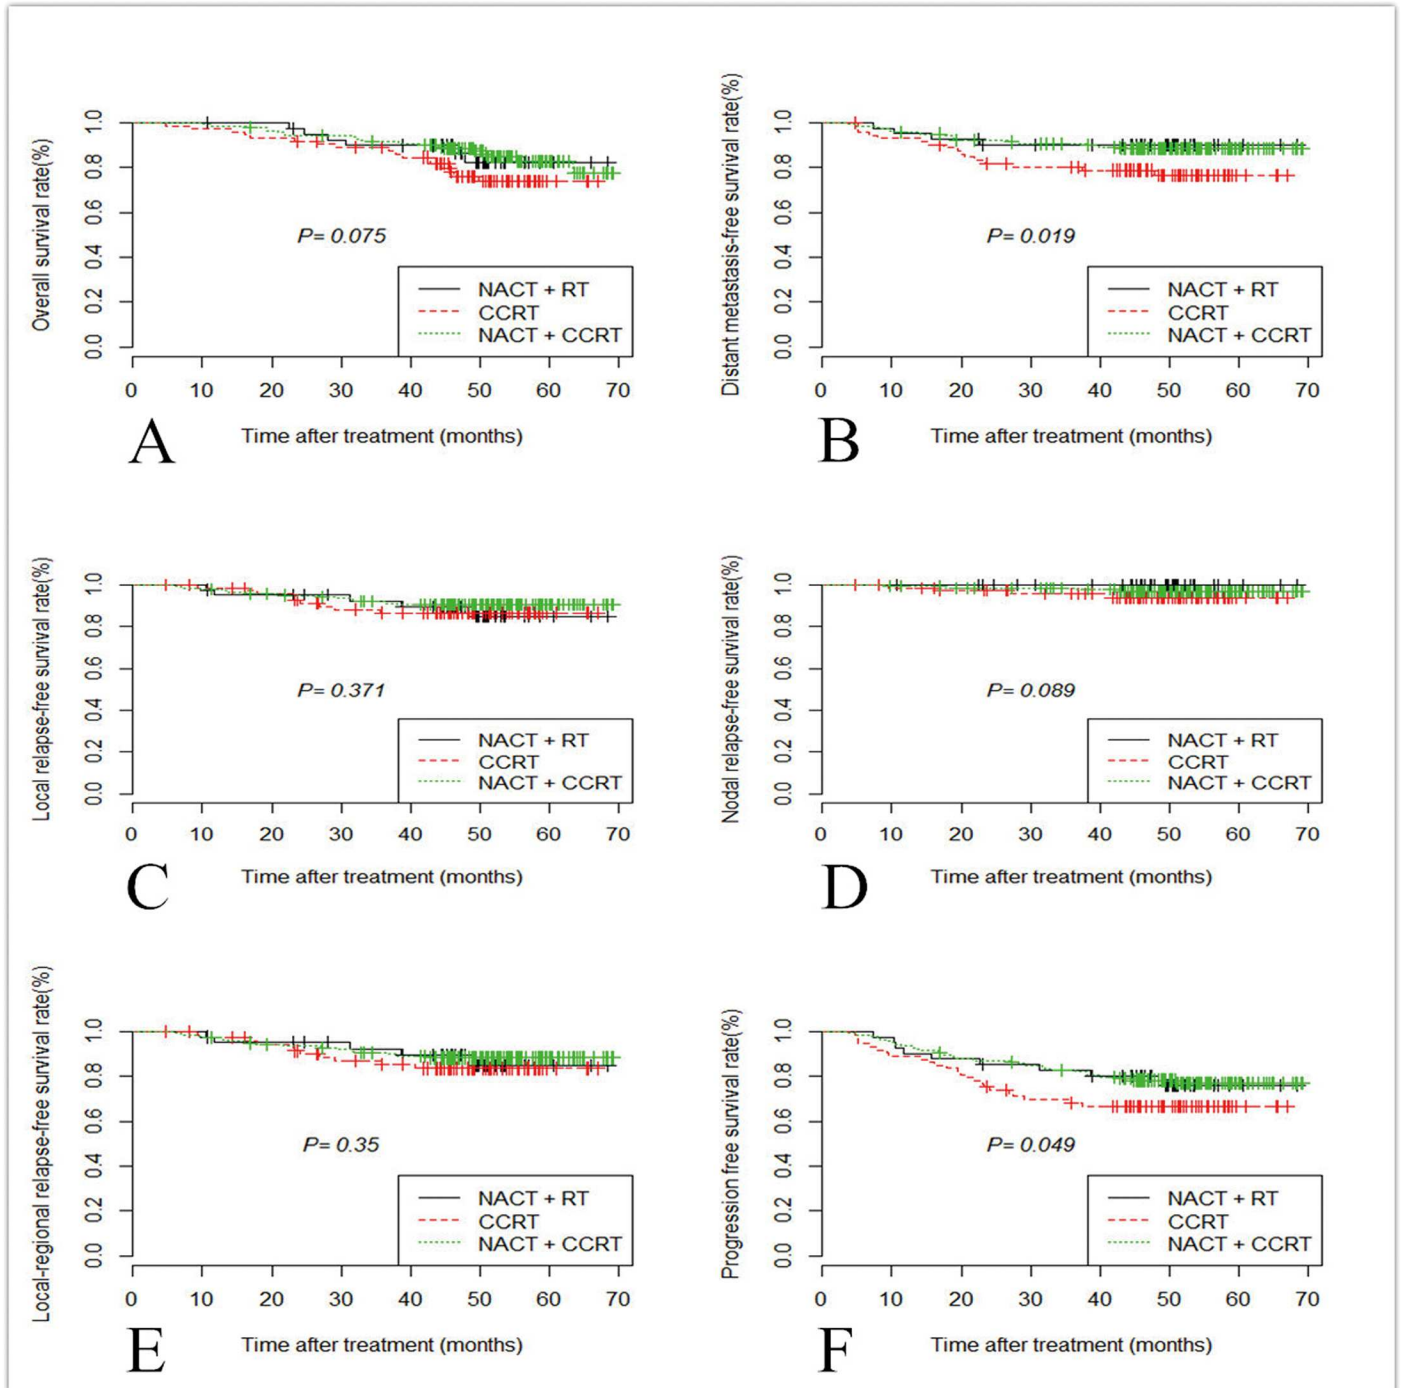 Overall survival rate(%)
0.0 0.2 0.4 0.6 0.8 1.0
P= 0.075
NACT + RT
CCRT
NACT + CCRT
0 10 20 30 40 50 60 70
Time after treatment (months)
A
Distant metastasis-free survival rate(%)
0.0 0.2 0.4 0.6 0.8 1.0
P= 0.019
NACT + RT
CCRT
NACT + CCRT
0 10 20 30 40 50 60 70
Time after treatment (months)
B
Local relapse-free survival rate(%)
0.0 0.2 0.4 0.6 0.8 1.0
P= 0.371
NACT + RT
CCRT
NACT + CCRT
0 10 20 30 40 50 60 70
Time after treatment (months)
C
Nodal relapse-free survival rate(%)
0.0 0.2 0.4 0.6 0.8 1.0
P= 0.089
NACT + RT
CCRT
NACT + CCRT
0 10 20 30 40 50 60 70
Time after treatment (months)
D
Local-regional relapse-free survival rate(%)
0.0 0.2 0.4 0.6 0.8 1.0
P= 0.35
NACT + RT
CCRT
NACT + CCRT
0 10 20 30 40 50 60 70
Time after treatment (months)
E
Progression free survival rate(%)
0.0 0.2 0.4 0.6 0.8 1.0
P= 0.049
NACT + RT
CCRT
NACT + CCRT
0 10 20 30 40 50 60 70
Time after treatment (months)
F